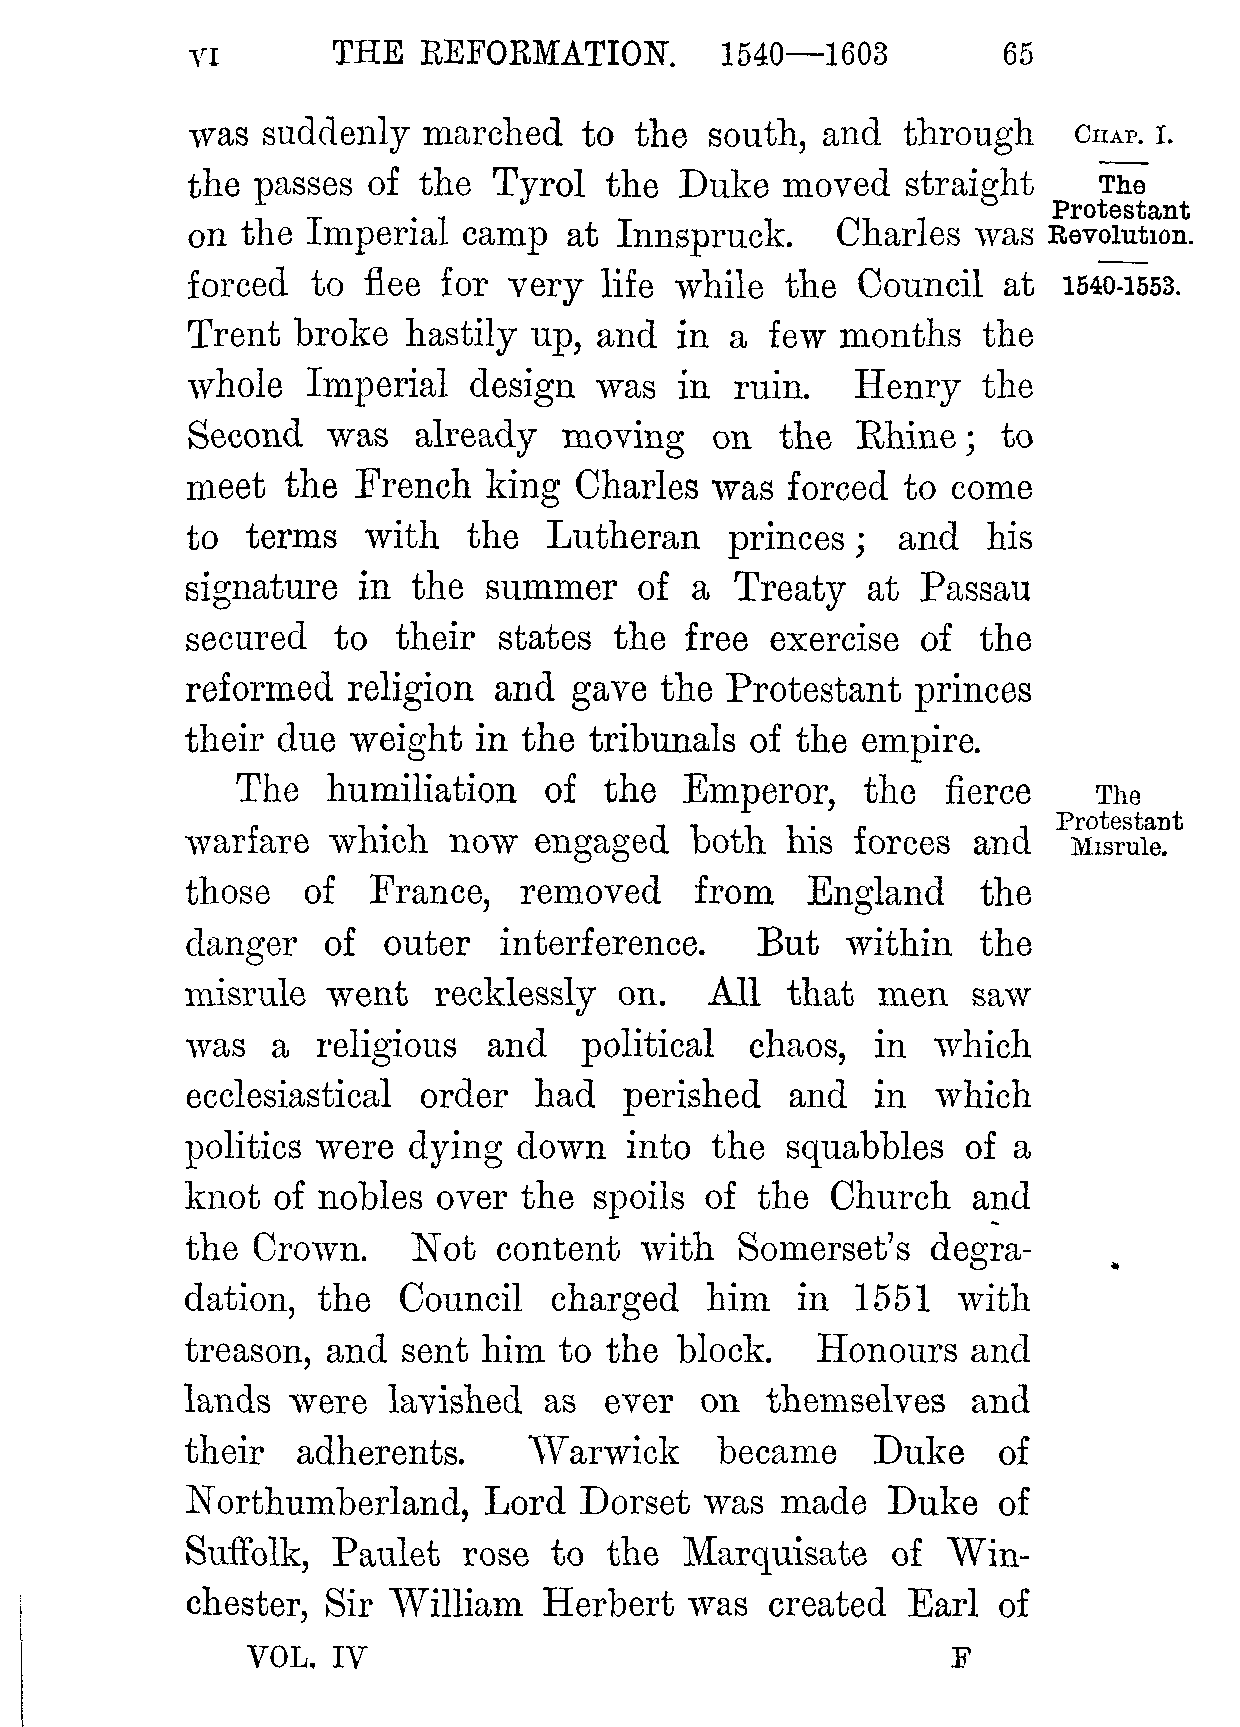 VI THE REFORMATION. 1540—1603 65
was suddenly marched to the south, and through
the passes of the Tyrol the Duke moved straight
on the Imperial camp at Innspruck. Charles was
forced to flee for very life while the Council at
Trent broke hastily up, and in a few months the
whole Imperial design was in ruin. Henry the
Second was already moving on the Rhine; to
meet the French king Charles was forced to come
to terms with the Lutheran princes; and his
signature in the summer of a Treaty at Passau
secured to their states the free exercise of the
reformed religion and gave the Protestant princes
their due weight in the tribunals of the empire.
The humiliation of the Emperor, the fierce
warfare which now engaged both his forces and
those of France, removed from England the
danger of outer interference. But within the
misrule went recklessly on. All that men saw
was a religious and political chaos, in which
ecclesiastical order had perished and in which
politics were dying down into the squabbles of a
knot of nobles over the spoils of the Church and
the Crown. Not content with Somerset's degra-
dation, the Council charged him in 1551 with
treason, and sent him to the block. Honours and
lands were lavished as ever on themselves and
their adherents. Warwick became Duke of
Northumberland, Lord Dorset was made Duke of
Suffolk, Paulet rose to the Marquisate of Win-
chester, Sir William Herbert was created Earl of
VOL. IV F
CHAP. I.
The
Protestant
Revolution.
1540-1553.
The
Protestant
Misrule.